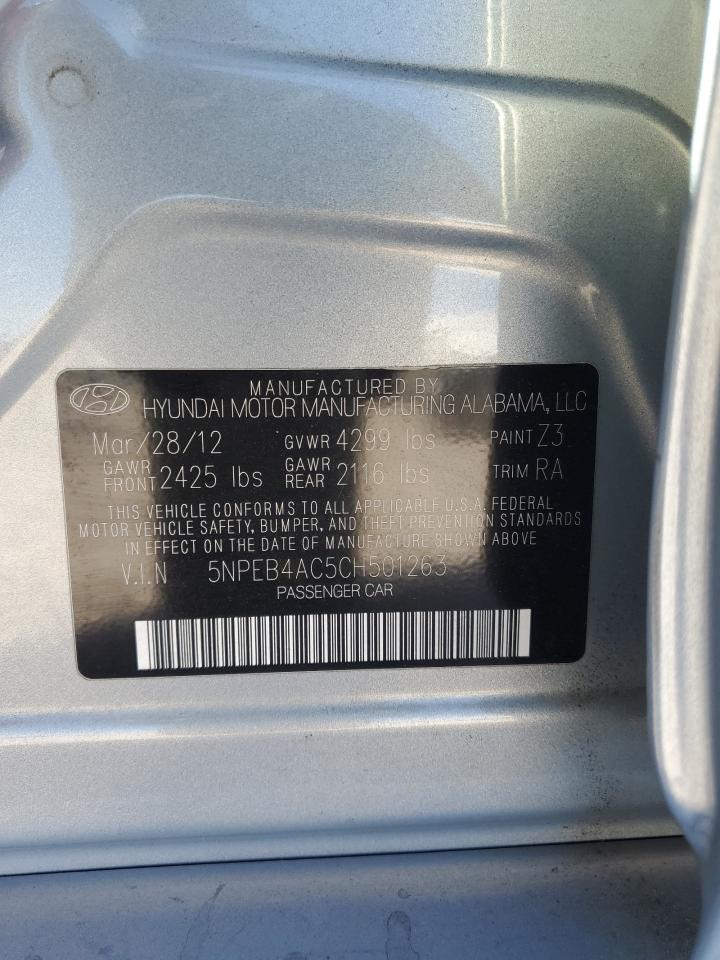 MANUFACTURED BY
HYUNDAI MOTOR MANUFACTURING ALABAMA, LLC
Mar/28/12 GVWR 4299 lbs PAINT Z3
GAWR FRONT 2425 lbs GAWR REAR 2116 lbs TRIM RA
THIS VEHICLE CONFORMS TO ALL APPLICABLE U.S.A. FEDERAL
MOTOR VEHICLE SAFETY, BUMPER, AND THEFT PREVENTION STANDARDS
IN EFFECT ON THE DATE OF MANUFACTURE SHOWN ABOVE
V.I.N 5NPEB4AC5CH501263
PASSENGER CAR